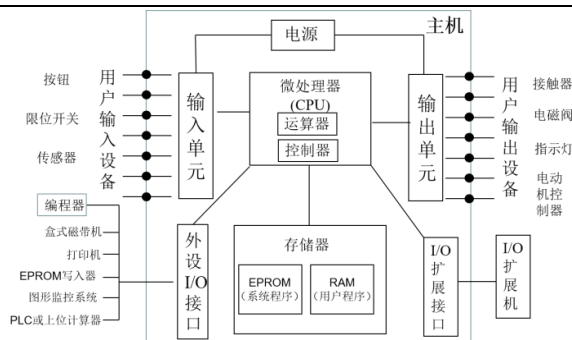 主机
电源
按钮
限位开关
传感器
用户输入设备
输入单元
微处理器
(CPU)
运算器
控制器
输出单元
用户输出设备
接触器
电磁阀
指示灯
电动
机控
制器
编程器
盒式磁带机
打印机
EPROM写入器
图形监控系统
PLC或上位计算器
外设
I/O
接口
存储器
EPROM
（系统程序）
RAM
（用户程序）
I/O
扩展接口
I/O
扩展机